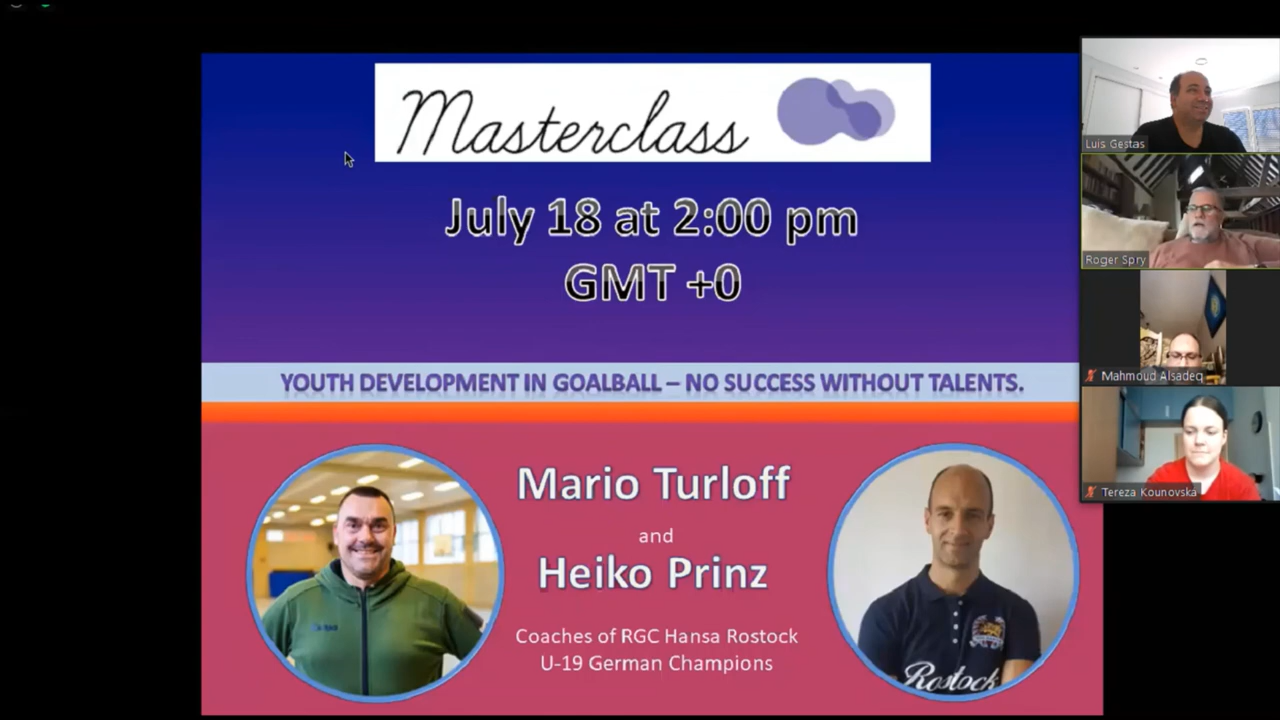 Masterclass
July 18 at 2:00 pm
GMT +0
YOUTH DEVELOPMENT IN GOALBALL – NO SUCCESS WITHOUT TALENTS.
Mario Turloff
and
Heiko Prinz
Coaches of RGC Hansa Rostock
U-19 German Champions
Rostock
Luis Gestas
Roger Spry
Mahmoud Alsadeq
Tereza Kounovska